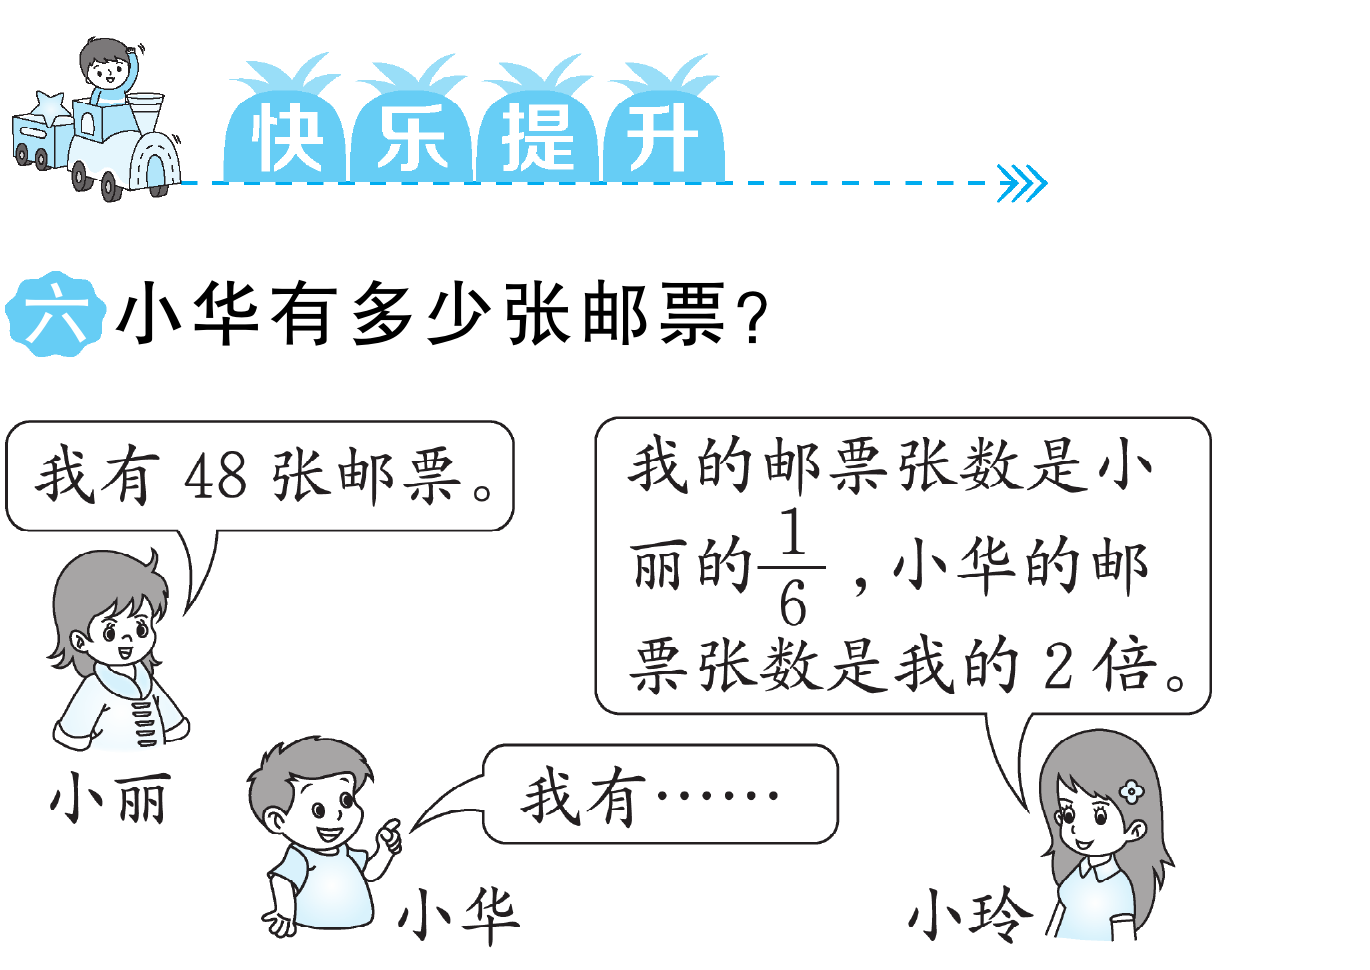 快乐提升
六 小华有多少张邮票?
我有 48 张邮票。
我的邮票张数是小
丽的1/6,小华的邮
票张数是我的 2 倍。
小丽
我有……
小华
小玲